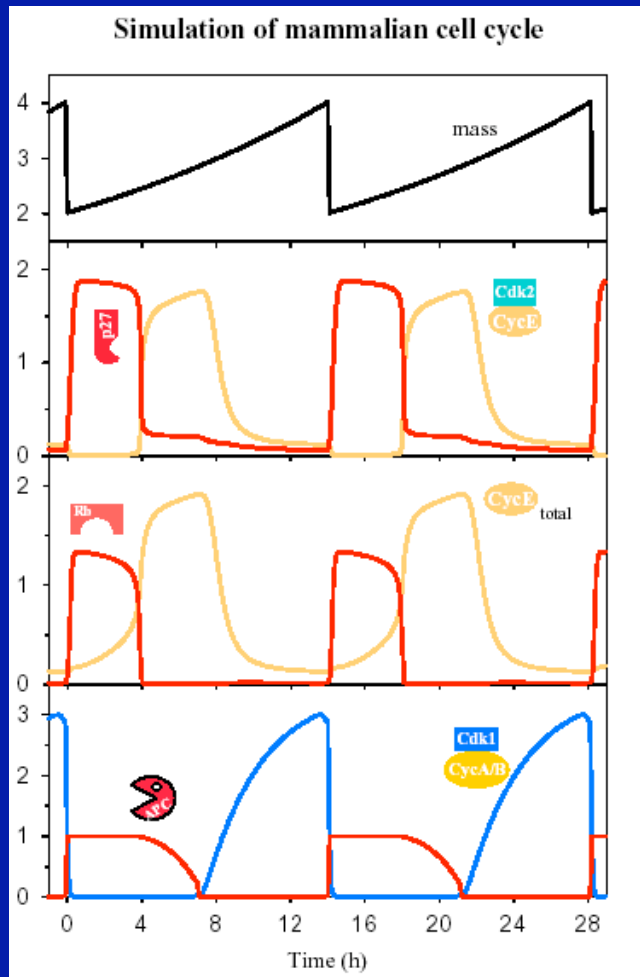 Simulation of mammalian cell cycle
4
3
2
mass
2
1
0
p27
Cdk2
CycE
2
1
0
Rb
CycE total
3
2
1
0
APC
Cdk1
CycA/B
0 4 8 12 16 20 24 28
Time (h)